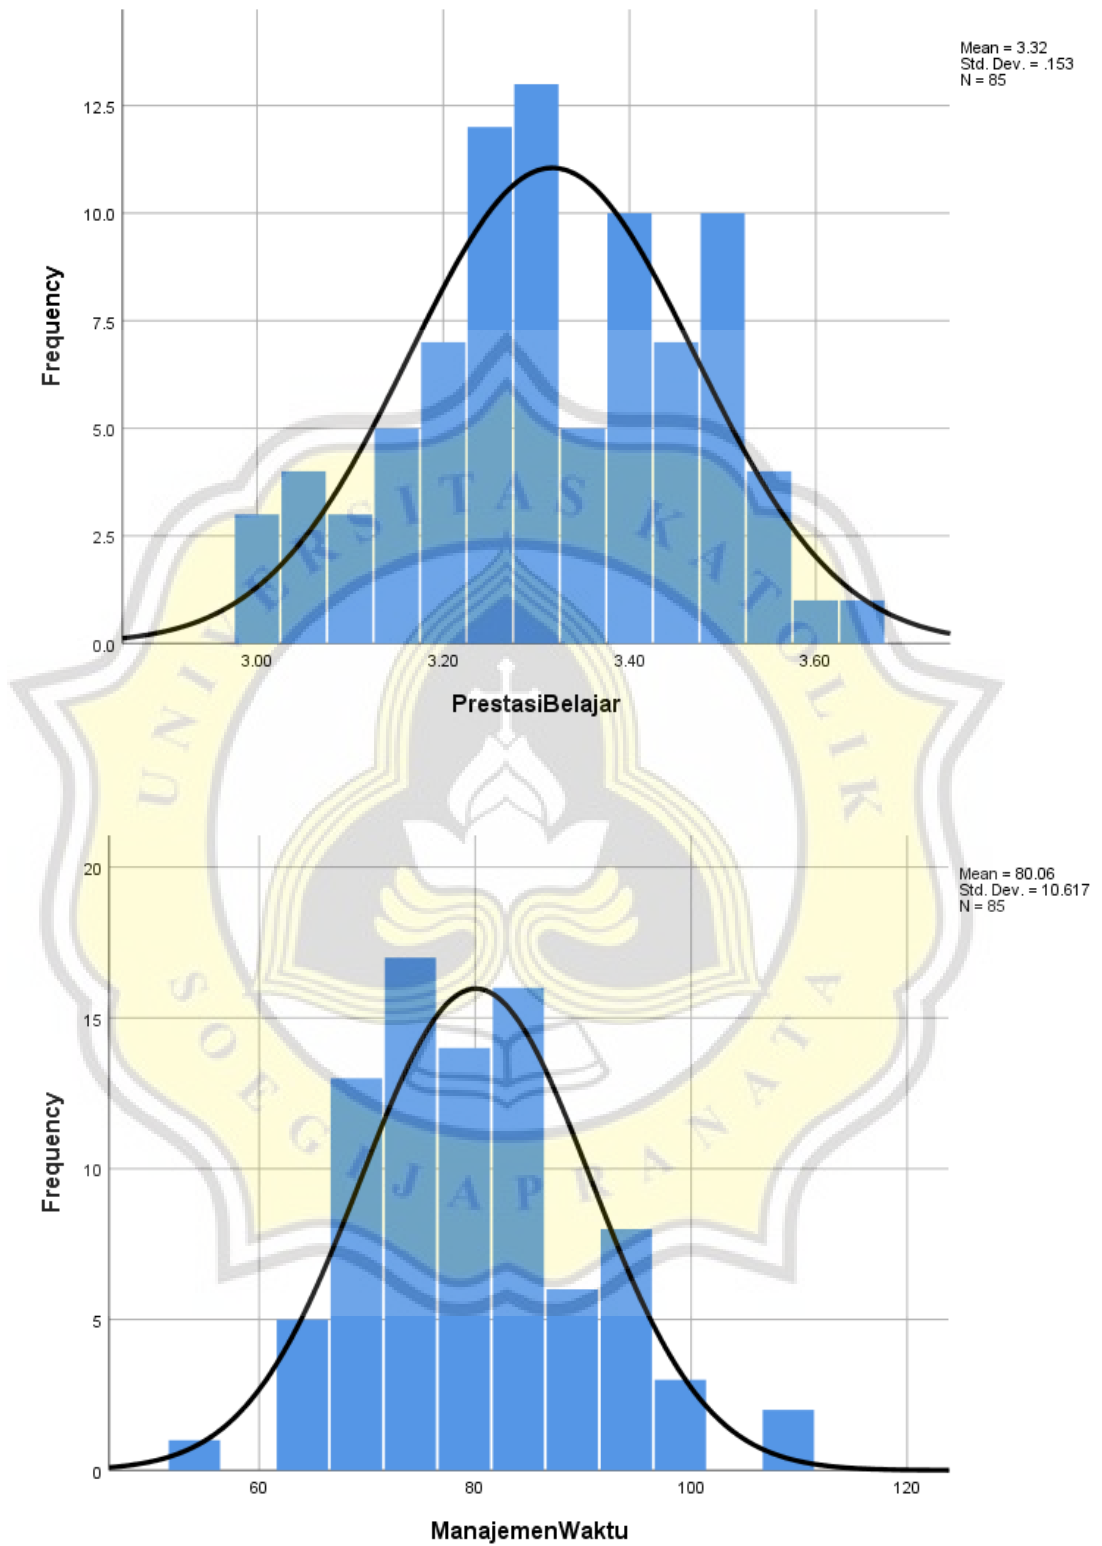 Mean = 3.32
Std. Dev. = .153
N = 85
12.5
10.0
7.5
5.0
2.5
0.0
Frequency
3.00 3.20 3.40 3.60
PrestasiBelajar
UNIVERSITAS KATOLIK
SOEGIJAPRANATA
Mean = 80.06
Std. Dev. = 10.617
N = 85
20
15
10
5
0
Frequency
60 80 100 120
ManajemenWaktu